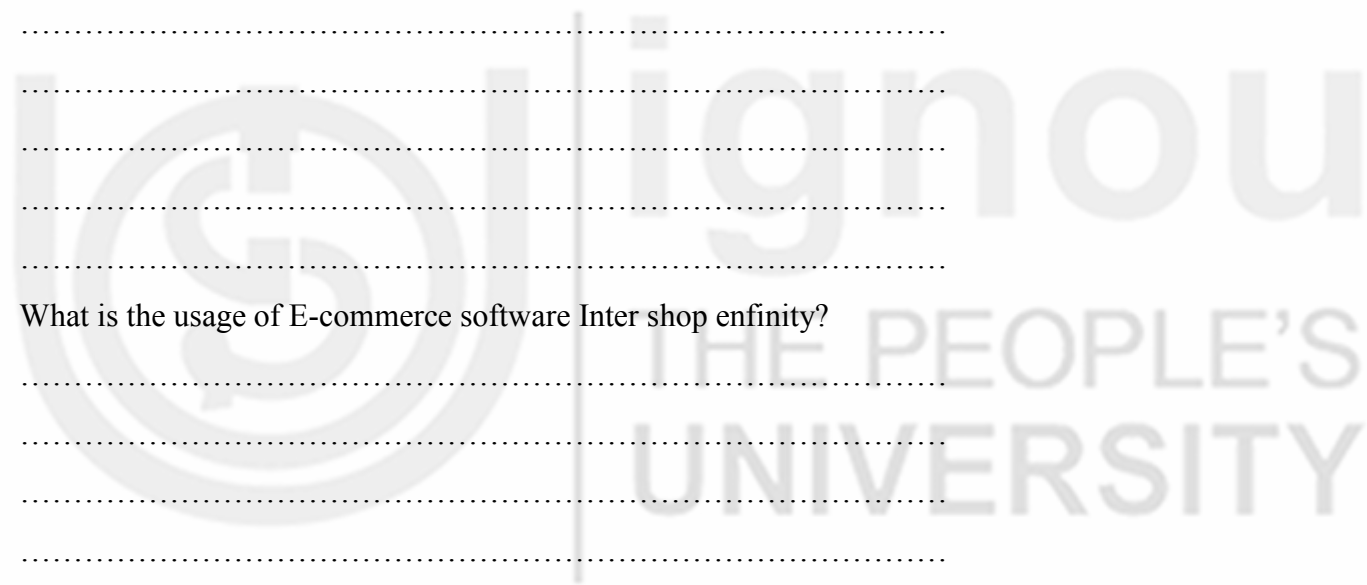 ………………………………………………………………………………
………………………………………………………………………………
………………………………………………………………………………
………………………………………………………………………………
………………………………………………………………………………
What is the usage of E-commerce software Inter shop enfinity?
………………………………………………………………………………
………………………………………………………………………………
………………………………………………………………………………
………………………………………………………………………………
ignou
THE PEOPLE'S
UNIVERSITY